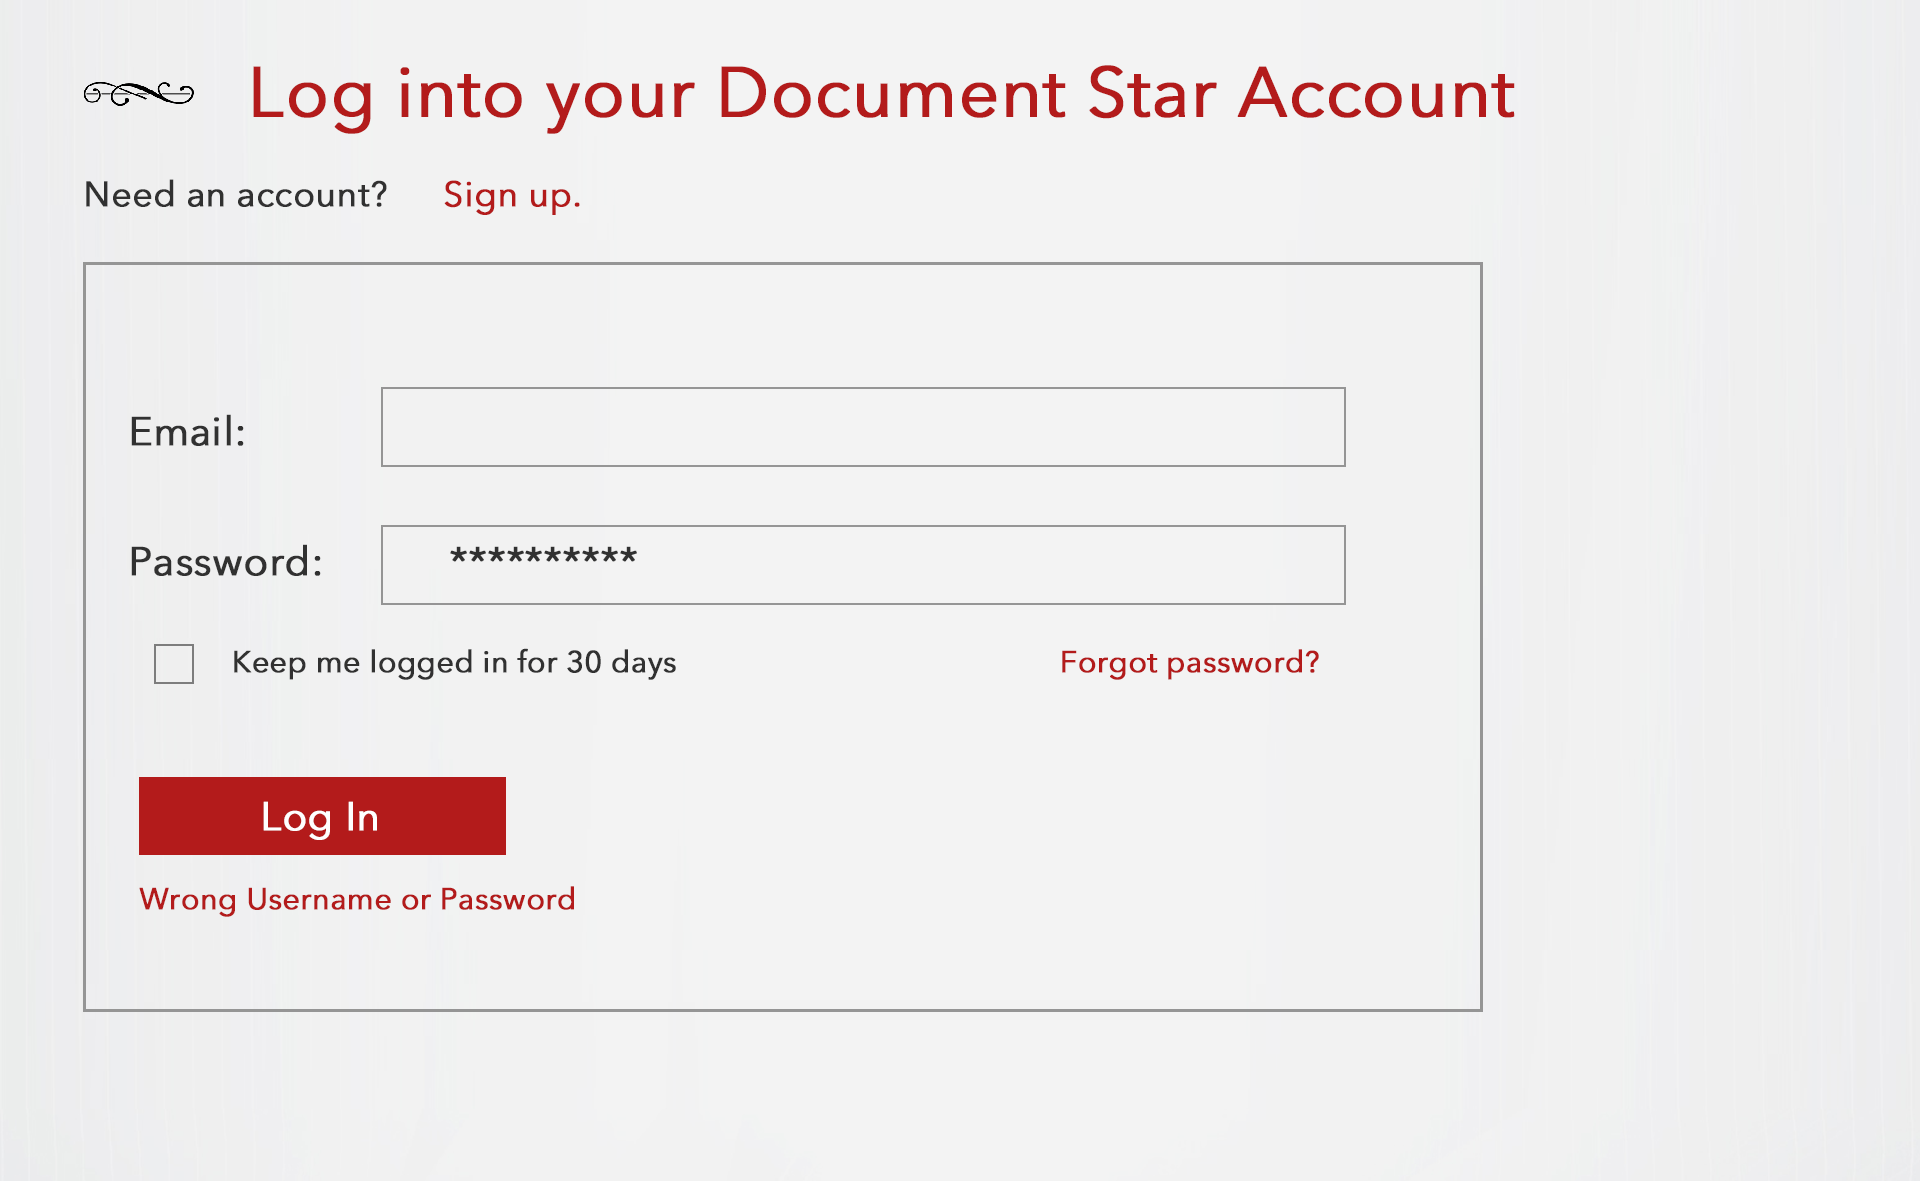 Log into your Document Star Account
Need an account? Sign up.
Email:
Password: **********
Keep me logged in for 30 days Forgot password?
Log In
Wrong Username or Password